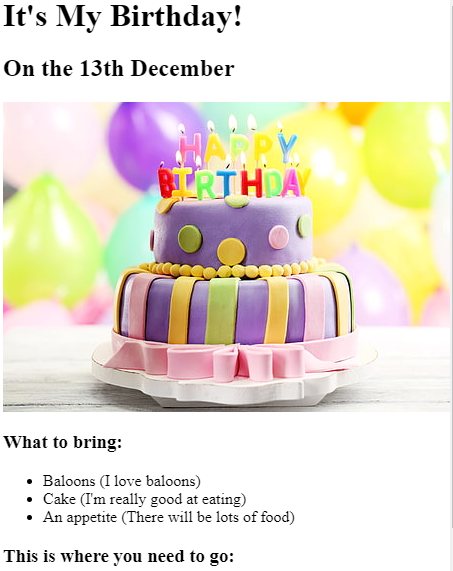 It's My Birthday!
On the 13th December
HAPPY
BIRTHDAY
What to bring:
Baloons (I love baloons)
Cake (I'm really good at eating)
An appetite (There will be lots of food)
This is where you need to go: